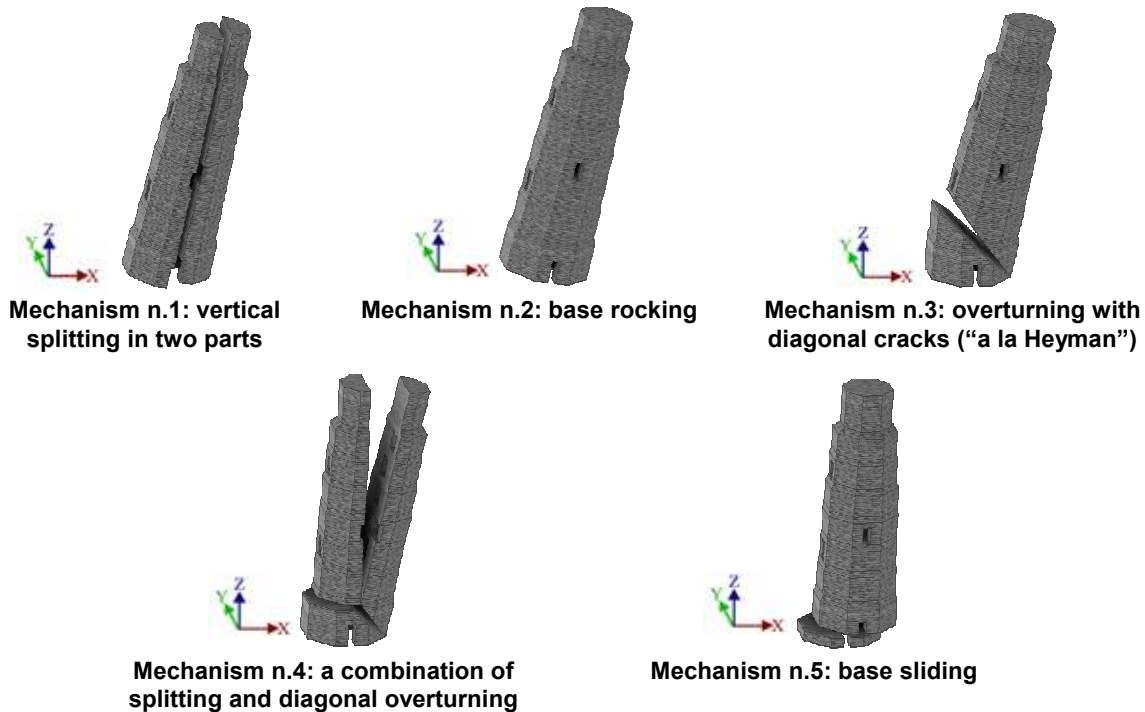 Z
Y
X
Mechanism n.1: vertical
splitting in two parts
Z
Y
X
Mechanism n.2: base rocking
Z
Y
X
Mechanism n.3: overturning with
diagonal cracks (“a la Heyman”)
Z
Y
X
Mechanism n.4: a combination of
splitting and diagonal overturning
Z
Y
X
Mechanism n.5: base sliding